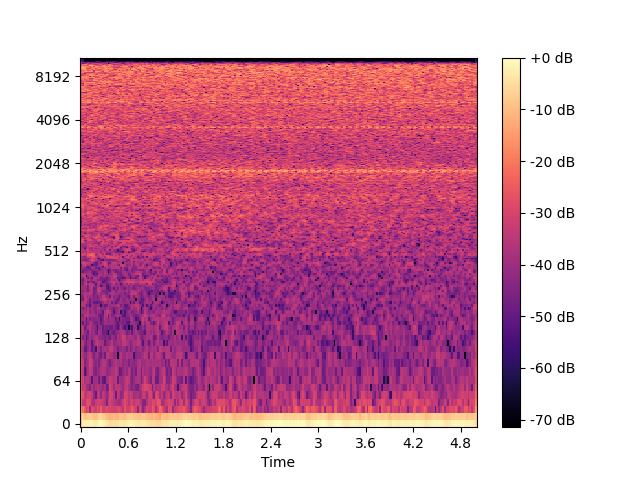 8192
4096
2048
1024
512
256
128
64
0
Hz
0 0.6 1.2 1.8 2.4 3 3.6 4.2 4.8
Time
+0 dB
-10 dB
-20 dB
-30 dB
-40 dB
-50 dB
-60 dB
-70 dB